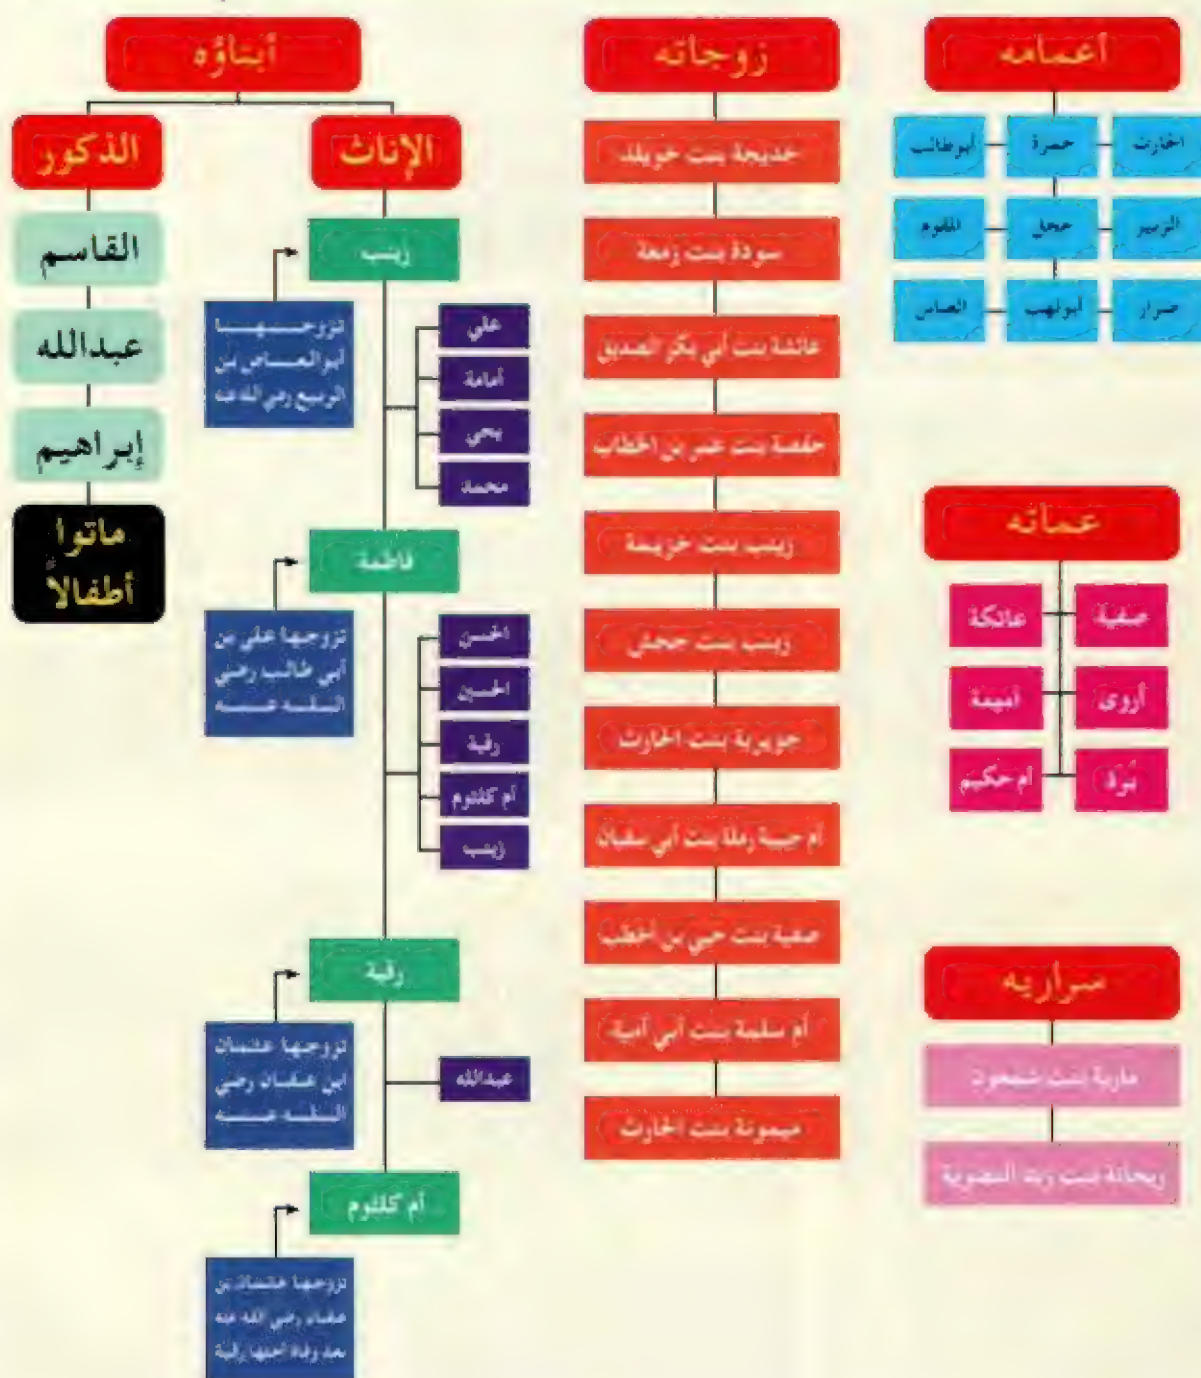 أعمامه
الحارث
حمزة
أبوطالب
الزبير
حجل
المقوم
ضرار
أبولهب
العباس
عماته
صفية
عاتكة
أروى
أميمة
برة
أم حكيم
سراريه
مارية بنت شمعون
ريحانة بنت زيد النضرية
زوجاته
خديجة بنت خويلد
سودة بنت زمعة
عائشة بنت أبي بكر الصديق
حفصة بنت عمر بن الخطاب
زينب بنت خزيمة
زينب بنت جحش
جويرية بنت الحارث
أم حبيبة رملة بنت أبي سفيان
صفية بنت حيي بن أخطب
أم سلمة بنت أبي أمية
ميمونة بنت الحارث
أبناؤه
الإناث
زينب
تزوجها
أبو العاص بن
الربيع رضي الله عنه
علي
أمامة
يحي
محمد
فاطمة
تزوجها علي بن
أبي طالب رضي
الله عنه
الحسن
الحسين
رقية
أم كلثوم
زينب
رقية
تزوجها عثمان
ابن عفان رضي
الله عنه
عبدالله
أم كلثوم
تزوجها عثمان بن
عفان رضي الله عنه
بعد وفاة أختها رقية
الذكور
القاسم
عبدالله
إبراهيم
ماتوا
أطفالاً